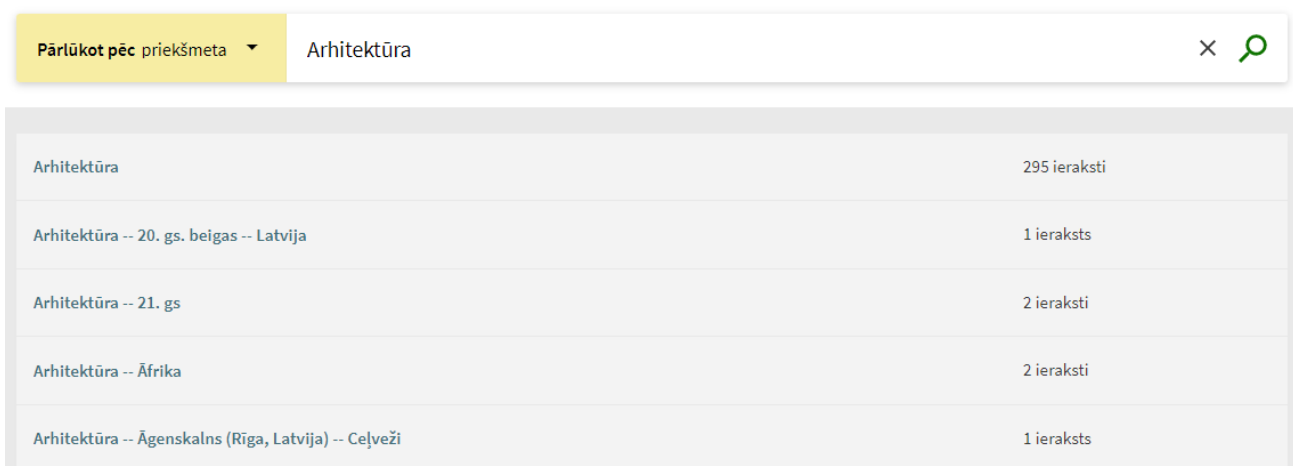 Pārlūkot pēc priekšmeta Arhitektūra
Arhitektūra 295 ieraksti
Arhitektūra -- 20. gs. beigas -- Latvija 1 ieraksts
Arhitektūra -- 21. gs 2 ieraksti
Arhitektūra -- Āfrika 2 ieraksti
Arhitektūra -- Āgenskalns (Rīga, Latvija) -- Ceļveži 1 ieraksts